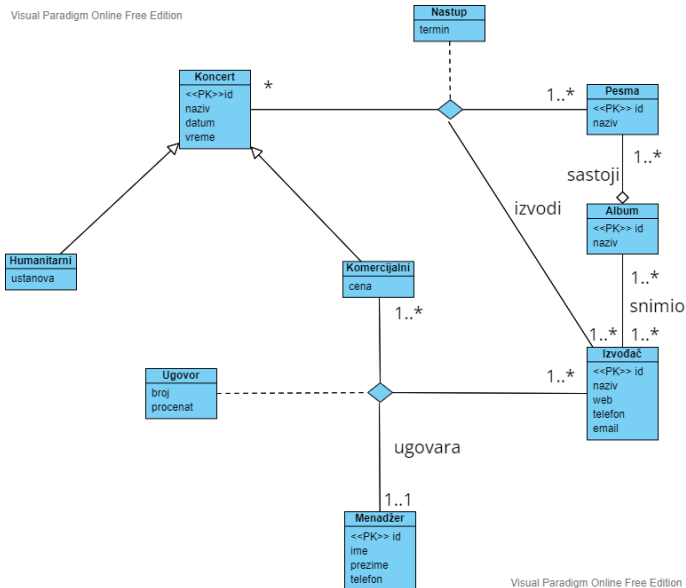 Visual Paradigm Online Free Edition
Nastup
termin
Koncert
<<PK>>id
naziv
datum
vreme
*
1..*
Pesma
<<PK>> id
naziv
1..*
sastoji
izvodi
Album
<<PK>> id
naziv
Humanitarni
ustanova
Komercijalni
cena
1..*
1..*
snimio
1..*
1..*
Izvođač
<<PK>> id
naziv
web
telefon
email
Ugovor
broj
procenat
1..*
ugovara
1..1
Menadžer
<<PK>> id
ime
prezime
telefon
Visual Paradigm Online Free Edition